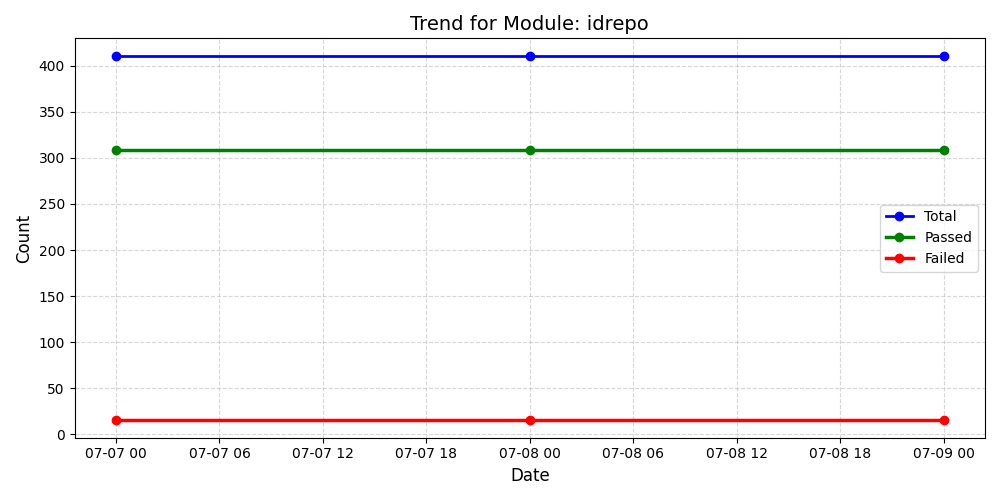 Trend for Module: idrepo
Count
400
350
300
250
200
150
100
50
0
Total
Passed
Failed
07-07 00 07-07 06 07-07 12 07-07 18 07-08 00 07-08 06 07-08 12 07-08 18 07-09 00
Date